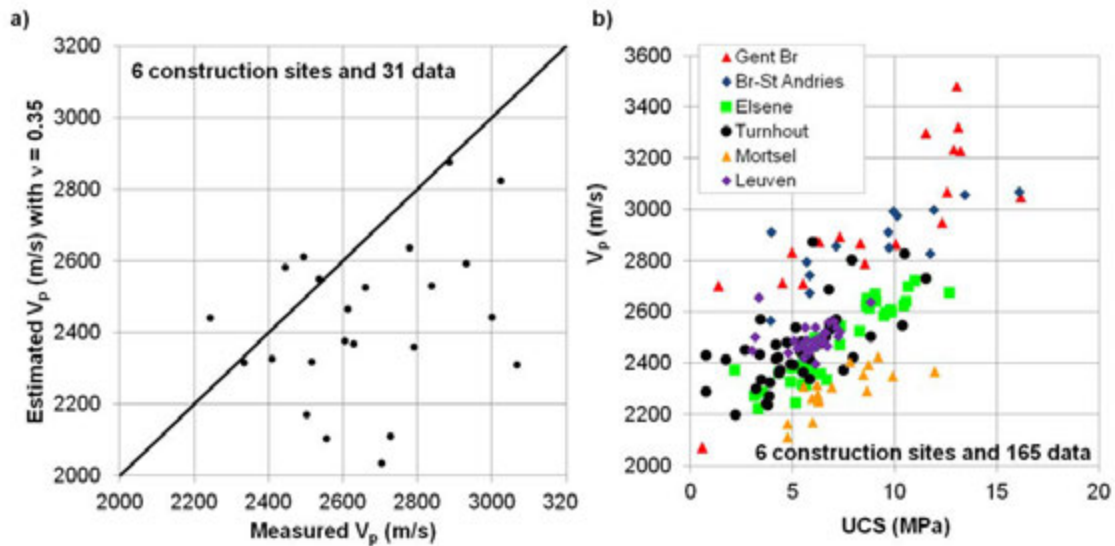 a)
6 construction sites and 31 data
Estimated Vp (m/s) with ν = 0.35
3200
3000
2800
2600
2400
2200
2000
2000 2200 2400 2600 2800 3000 320
Measured Vp (m/s)
b)
Gent Br
Br-St Andries
Elsene
Turnhout
Mortsel
Leuven
Vp (m/s)
3600
3400
3200
3000
2800
2600
2400
2200
2000
6 construction sites and 165 data
0 5 10 15 20
UCS (MPa)